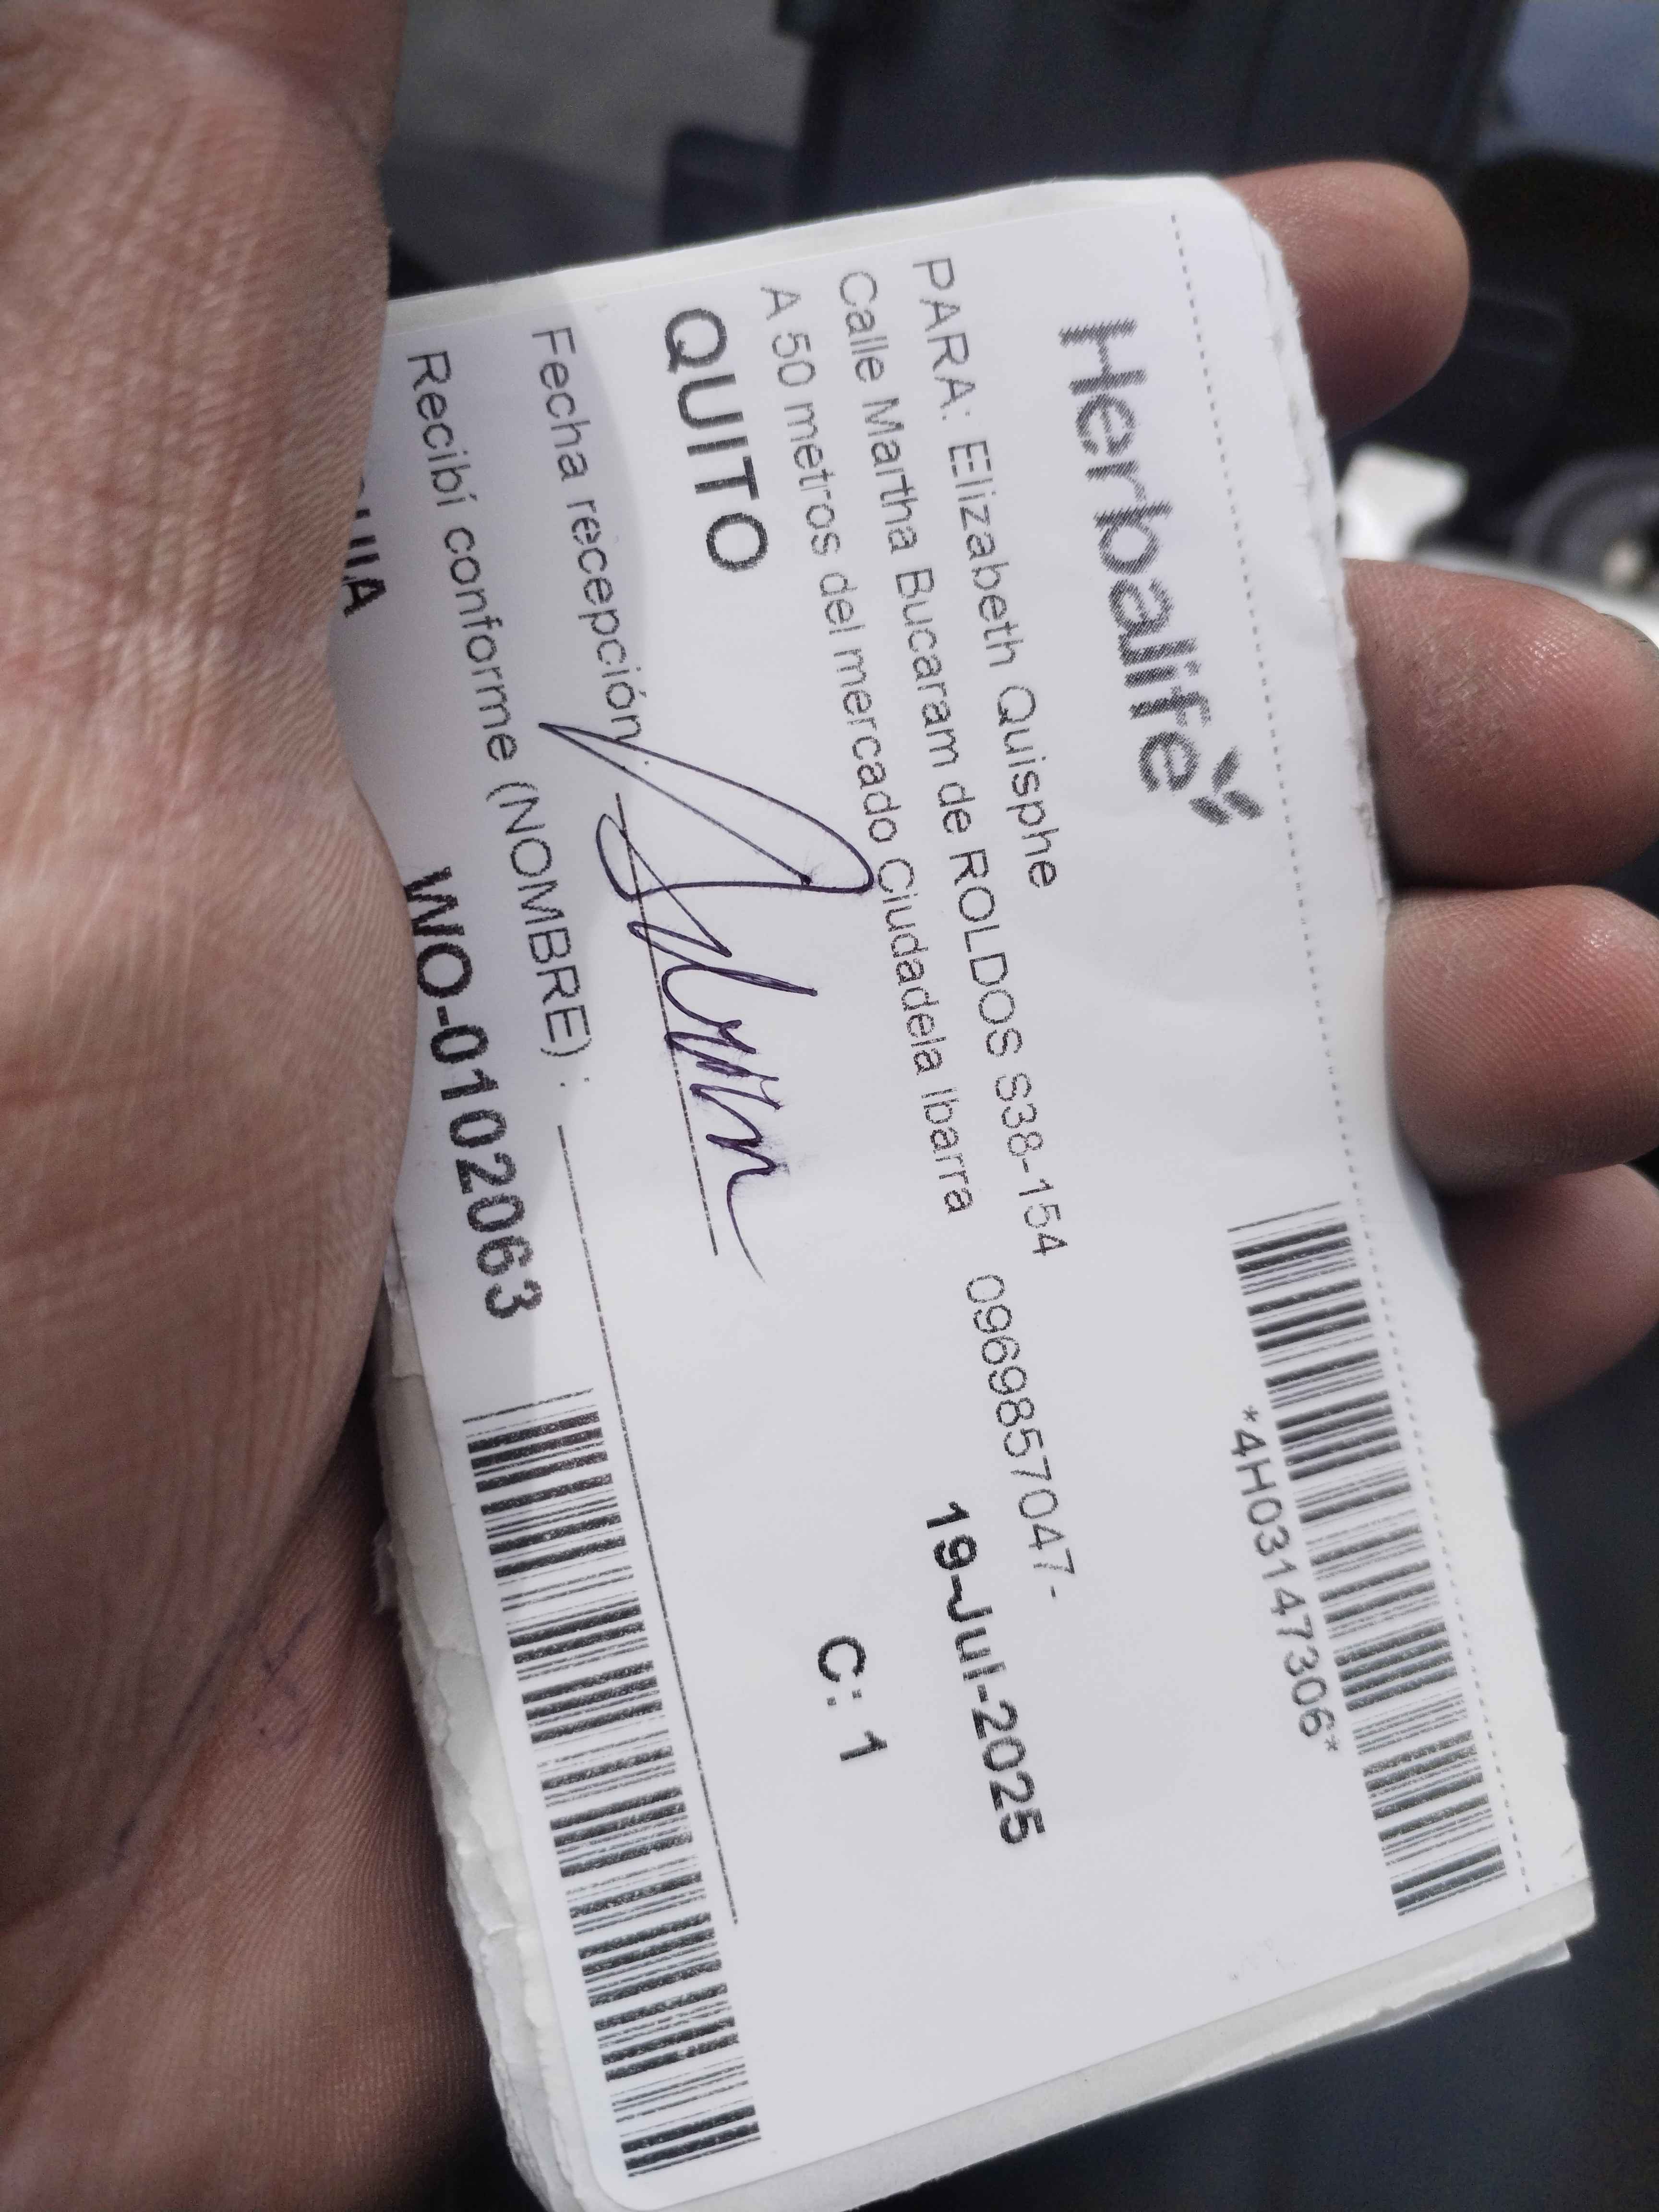 Herbalife
*4H03147306*
PARA: Elizabeth Quisphe
Calle Martha Bucaram de ROLDOS S38-154 0969857047-
A 50 metros del mercado Ciudadela Ibarra
19-Jul-2025
QUITO
C: 1
Fecha recepción :
Recibí conforme (NOMBRE) :
WO-0102063